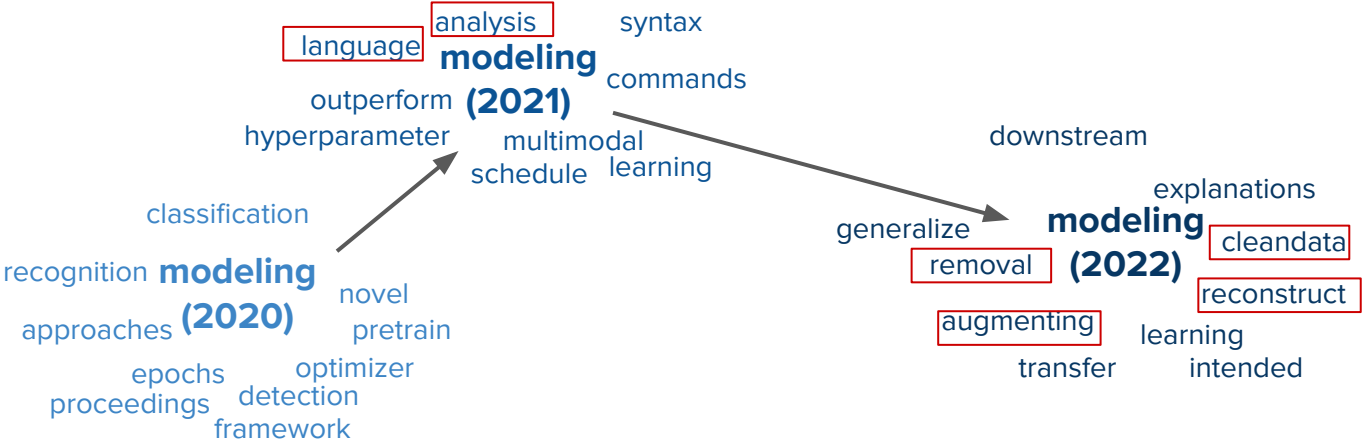 analysis
syntax
language
modeling
(2021)
commands
outperform
hyperparameter
multimodal
schedule
learning
classification
recognition
modeling
(2020)
novel
approaches
pretrain
epochs
optimizer
proceedings
detection
framework
downstream
explanations
generalize
modeling
(2022)
cleandata
removal
reconstruct
augmenting
learning
transfer
intended